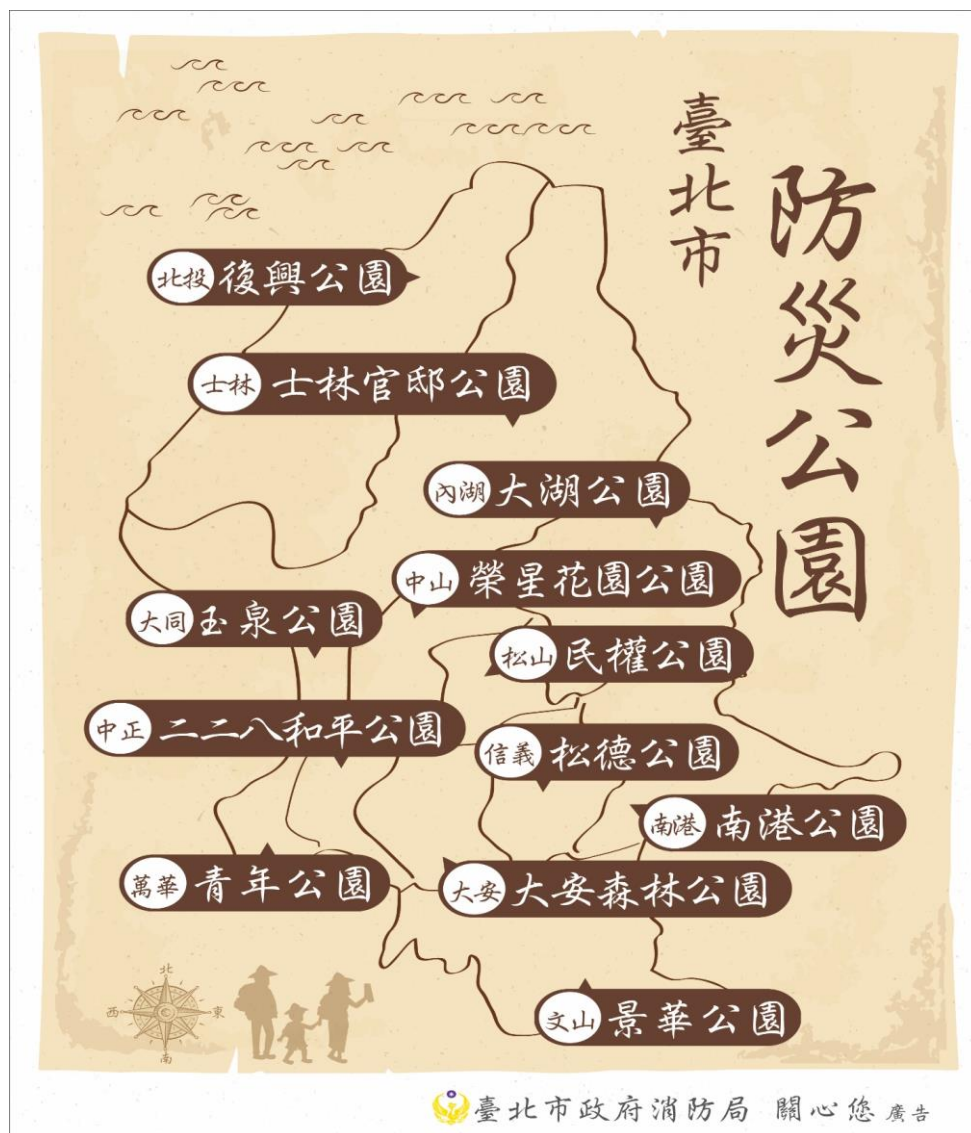 臺北市
防災公園
北投 復興公園
士林 士林官邸公園
內湖 大湖公園
中山 榮星花園公園
大同 玉泉公園
松山 民權公園
中正 二二八和平公園
信義 松德公園
南港 南港公園
萬華 青年公園
大安 大安森林公園
文山 景華公園
北
西 東
南
臺北市政府消防局 關心您 廣告